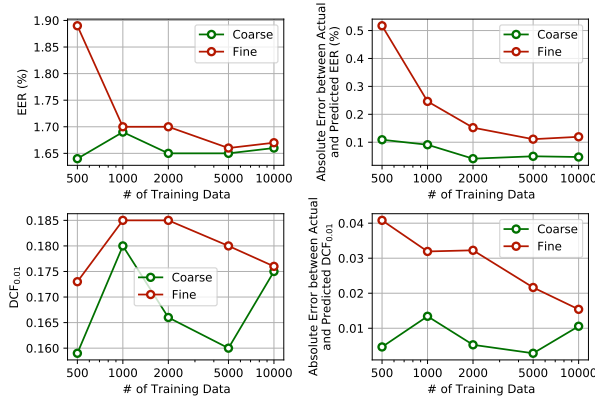 1.90
1.85
1.80
1.75
1.70
1.65
EER (%)
Coarse
Fine
500 1000 2000 5000 10000
# of Training Data
Absolute Error between Actual
and Predicted EER (%)
0.5
0.4
0.3
0.2
0.1
Coarse
Fine
500 1000 2000 5000 10000
# of Training Data
0.185
0.180
0.175
0.170
0.165
0.160
DCF0.01
Coarse
Fine
500 1000 2000 5000 10000
# of Training Data
Absolute Error between Actual
and Predicted DCF0.01
0.04
0.03
0.02
0.01
Coarse
Fine
500 1000 2000 5000 10000
# of Training Data